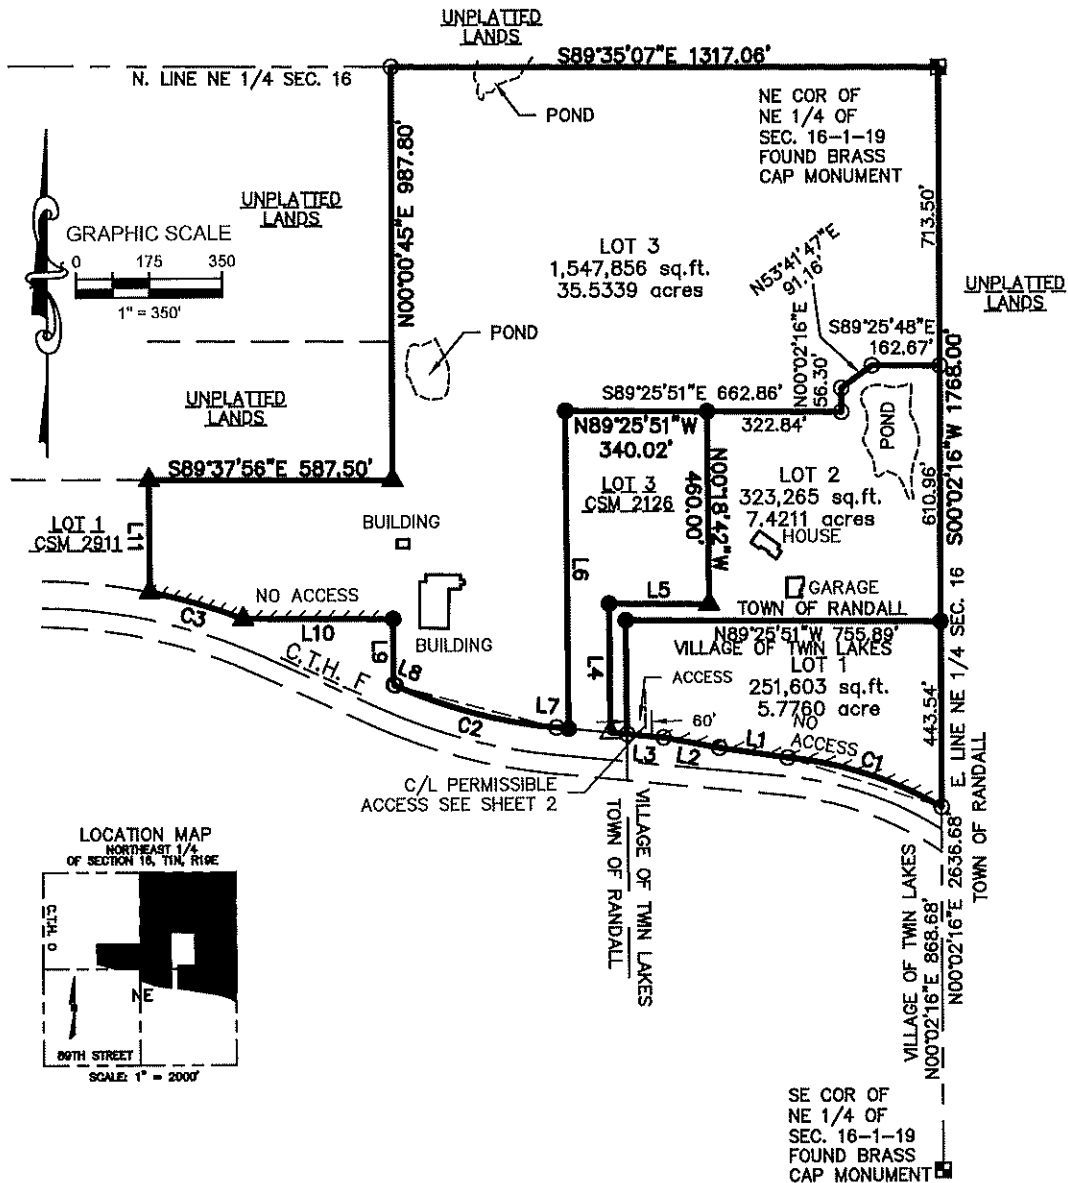 UNPLATTED
LANDS
S89°35'07"E 1317.06'
N. LINE NE 1/4 SEC. 16
POND
NE COR OF
NE 1/4 OF
SEC. 16-1-19
FOUND BRASS
CAP MONUMENT
N00°00'45"E 987.80'
UNPLATTED
LANDS
GRAPHIC SCALE
0 175 350
1" = 350'
LOT 3
1,547,856 sq.ft.
35.5339 acres
713.50'
N53°41'47"E
91.16'
UNPLATTED
LANDS
S89°25'48"E
162.67'
N00°02'16"E
56.30'
POND
UNPLATTED
LANDS
S89°25'51"E 662.86'
N89°25'51"W
340.02'
322.84'
POND
S00°02'16"W 1768.00'
610.96'
S89°37'56"E 587.50'
LOT 3
CSM 2126
N00°18'42"W
460.00'
LOT 2
323,265 sq.ft.
7.4211 acres
HOUSE
LOT 1
CSM 2911
L11
BUILDING
L6
GARAGE
NO ACCESS
C3
L10
L5
TOWN OF RANDALL
N89°25'51"W 755.89'
VILLAGE OF TWIN LAKES
BUILDING
C.T.H. F
L9
L8
L4
ACCESS
LOT 1
251,603 sq.ft.
5.7760 acre
443.54'
E. LINE NE 1/4 SEC. 16
C2
L7
60'
NO
ACCESS
L3
L2
L1
C1
C/L PERMISSIBLE
ACCESS SEE SHEET 2
VILLAGE OF TWIN LAKES
TOWN OF RANDALL
TOWN OF RANDALL
N00°02'16"E 2636.68'
N00°02'16"E 868.68'
VILLAGE OF TWIN LAKES
LOCATION MAP
NORTHEAST 1/4
OF SECTION 16, T1N, R19E
C.T.H. O
NE
89TH STREET
SCALE: 1" = 2000'
SE COR OF
NE 1/4 OF
SEC. 16-1-19
FOUND BRASS
CAP MONUMENT